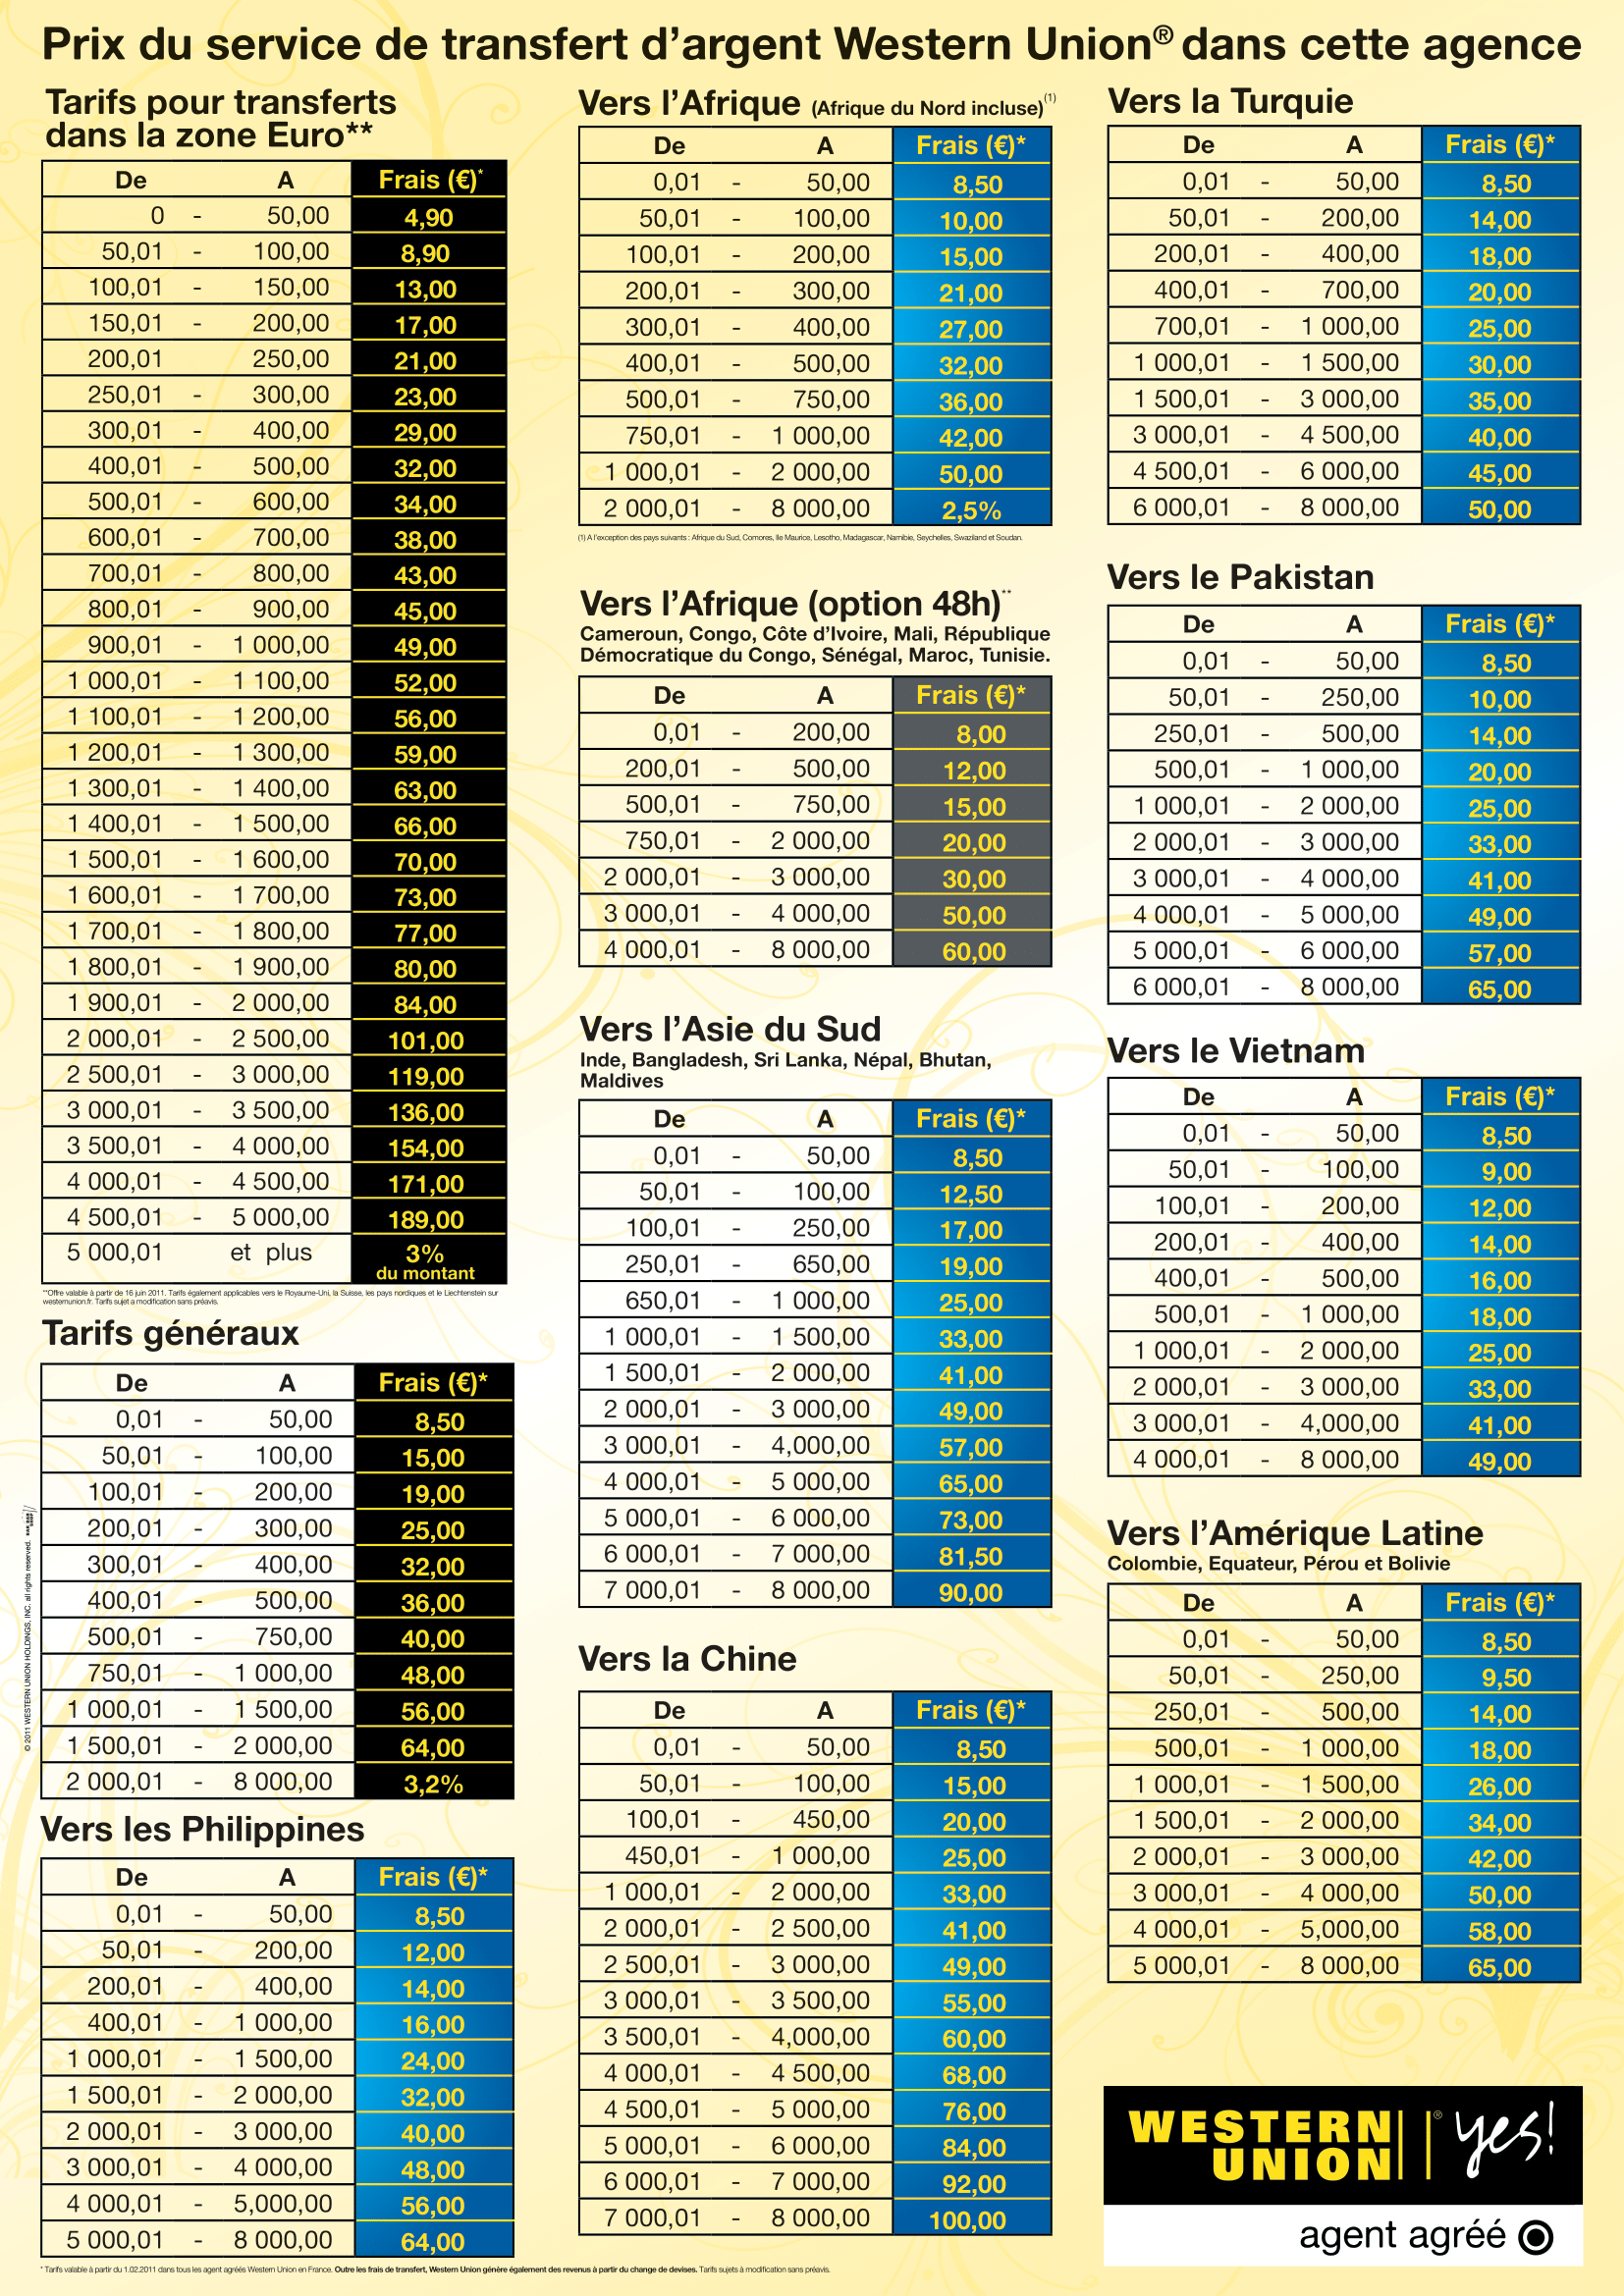 Prix du service de transfert d’argent Western Union® dans cette agence
Tarifs pour transferts
dans la zone Euro**
De A Frais (€)*
0 - 50,00 4,90
50,01 - 100,00 8,90
100,01 - 150,00 13,00
150,01 - 200,00 17,00
200,01 250,00 21,00
250,01 - 300,00 23,00
300,01 - 400,00 29,00
400,01 - 500,00 32,00
500,01 - 600,00 34,00
600,01 - 700,00 38,00
700,01 - 800,00 43,00
800,01 - 900,00 45,00
900,01 - 1 000,00 49,00
1 000,01 - 1 100,00 52,00
1 100,01 - 1 200,00 56,00
1 200,01 - 1 300,00 59,00
1 300,01 - 1 400,00 63,00
1 400,01 - 1 500,00 66,00
1 500,01 - 1 600,00 70,00
1 600,01 - 1 700,00 73,00
1 700,01 - 1 800,00 77,00
1 800,01 - 1 900,00 80,00
1 900,01 - 2 000,00 84,00
2 000,01 - 2 500,00 101,00
2 500,01 - 3 000,00 119,00
3 000,01 - 3 500,00 136,00
3 500,01 - 4 000,00 154,00
4 000,01 - 4 500,00 171,00
4 500,01 - 5 000,00 189,00
5 000,01 et plus 3%
du montant
**Offre valable à partir de 16 juin 2011. Tarifs également applicables vers le Royaume-Uni, la Suisse, les pays nordiques et le Liechtenstein sur
westernunion.fr. Tarifs sujet a modification sans préavis.
Tarifs généraux
De A Frais (€)*
0,01 - 50,00 8,50
50,01 - 100,00 15,00
100,01 - 200,00 19,00
200,01 - 300,00 25,00
300,01 - 400,00 32,00
400,01 - 500,00 36,00
500,01 - 750,00 40,00
750,01 - 1 000,00 48,00
1 000,01 - 1 500,00 56,00
1 500,01 - 2 000,00 64,00
2 000,01 - 8 000,00 3,2%
Vers les Philippines
De A Frais (€)*
0,01 - 50,00 8,50
50,01 - 200,00 12,00
200,01 - 400,00 14,00
400,01 - 1 000,00 16,00
1 000,01 - 1 500,00 24,00
1 500,01 - 2 000,00 32,00
2 000,01 - 3 000,00 40,00
3 000,01 - 4 000,00 48,00
4 000,01 - 5,000,00 56,00
5 000,01 - 8 000,00 64,00
Vers l’Afrique (Afrique du Nord incluse)(1)
De A Frais (€)*
0,01 - 50,00 8,50
50,01 - 100,00 10,00
100,01 - 200,00 15,00
200,01 - 300,00 21,00
300,01 - 400,00 27,00
400,01 - 500,00 32,00
500,01 - 750,00 36,00
750,01 - 1 000,00 42,00
1 000,01 - 2 000,00 50,00
2 000,01 - 8 000,00 2,5%
(1) A l’exception des pays suivants : Afrique du Sud, Comores, Ile Maurice, Lesotho, Madagascar, Namibie, Seychelles, Swaziland et Soudan.
Vers l’Afrique (option 48h)**
Cameroun, Congo, Côte d’Ivoire, Mali, République
Démocratique du Congo, Sénégal, Maroc, Tunisie.
De A Frais (€)*
0,01 - 200,00 8,00
200,01 - 500,00 12,00
500,01 - 750,00 15,00
750,01 - 2 000,00 20,00
2 000,01 - 3 000,00 30,00
3 000,01 - 4 000,00 50,00
4 000,01 - 8 000,00 60,00
Vers l’Asie du Sud
Inde, Bangladesh, Sri Lanka, Népal, Bhutan,
Maldives
De A Frais (€)*
0,01 - 50,00 8,50
50,01 - 100,00 12,50
100,01 - 250,00 17,00
250,01 - 650,00 19,00
650,01 - 1 000,00 25,00
1 000,01 - 1 500,00 33,00
1 500,01 - 2 000,00 41,00
2 000,01 - 3 000,00 49,00
3 000,01 - 4,000,00 57,00
4 000,01 - 5 000,00 65,00
5 000,01 - 6 000,00 73,00
6 000,01 - 7 000,00 81,50
7 000,01 - 8 000,00 90,00
Vers la Chine
De A Frais (€)*
0,01 - 50,00 8,50
50,01 - 100,00 15,00
100,01 - 450,00 20,00
450,01 - 1 000,00 25,00
1 000,01 - 2 000,00 33,00
2 000,01 - 2 500,00 41,00
2 500,01 - 3 000,00 49,00
3 000,01 - 3 500,00 55,00
3 500,01 - 4,000,00 60,00
4 000,01 - 4 500,00 68,00
4 500,01 - 5 000,00 76,00
5 000,01 - 6 000,00 84,00
6 000,01 - 7 000,00 92,00
7 000,01 - 8 000,00 100,00
Vers la Turquie
De A Frais (€)*
0,01 - 50,00 8,50
50,01 - 200,00 14,00
200,01 - 400,00 18,00
400,01 - 700,00 20,00
700,01 - 1 000,00 25,00
1 000,01 - 1 500,00 30,00
1 500,01 - 3 000,00 35,00
3 000,01 - 4 500,00 40,00
4 500,01 - 6 000,00 45,00
6 000,01 - 8 000,00 50,00
Vers le Pakistan
De A Frais (€)*
0,01 - 50,00 8,50
50,01 - 250,00 10,00
250,01 - 500,00 14,00
500,01 - 1 000,00 20,00
1 000,01 - 2 000,00 25,00
2 000,01 - 3 000,00 33,00
3 000,01 - 4 000,00 41,00
4 000,01 - 5 000,00 49,00
5 000,01 - 6 000,00 57,00
6 000,01 - 8 000,00 65,00
Vers le Vietnam
De A Frais (€)*
0,01 - 50,00 8,50
50,01 - 100,00 9,00
100,01 - 200,00 12,00
200,01 - 400,00 14,00
400,01 - 500,00 16,00
500,01 - 1 000,00 18,00
1 000,01 - 2 000,00 25,00
2 000,01 - 3 000,00 33,00
3 000,01 - 4,000,00 41,00
4 000,01 - 8 000,00 49,00
Vers l’Amérique Latine
Colombie, Equateur, Pérou et Bolivie
De A Frais (€)*
0,01 - 50,00 8,50
50,01 - 250,00 9,50
250,01 - 500,00 14,00
500,01 - 1 000,00 18,00
1 000,01 - 1 500,00 26,00
1 500,01 - 2 000,00 34,00
2 000,01 - 3 000,00 42,00
3 000,01 - 4 000,00 50,00
4 000,01 - 5,000,00 58,00
5 000,01 - 8 000,00 65,00
WESTERN
UNION ® yes!
agent agréé
© 2011 WESTERN UNION HOLDINGS, INC. all rights reserved.
* Tarifs valable à partir du 1.02.2011 dans tous les agent agréés Western Union en France. Outre les frais de transfert, Western Union génère également des revenus à partir du change de devises. Tarifs sujets à modification sans préavis.